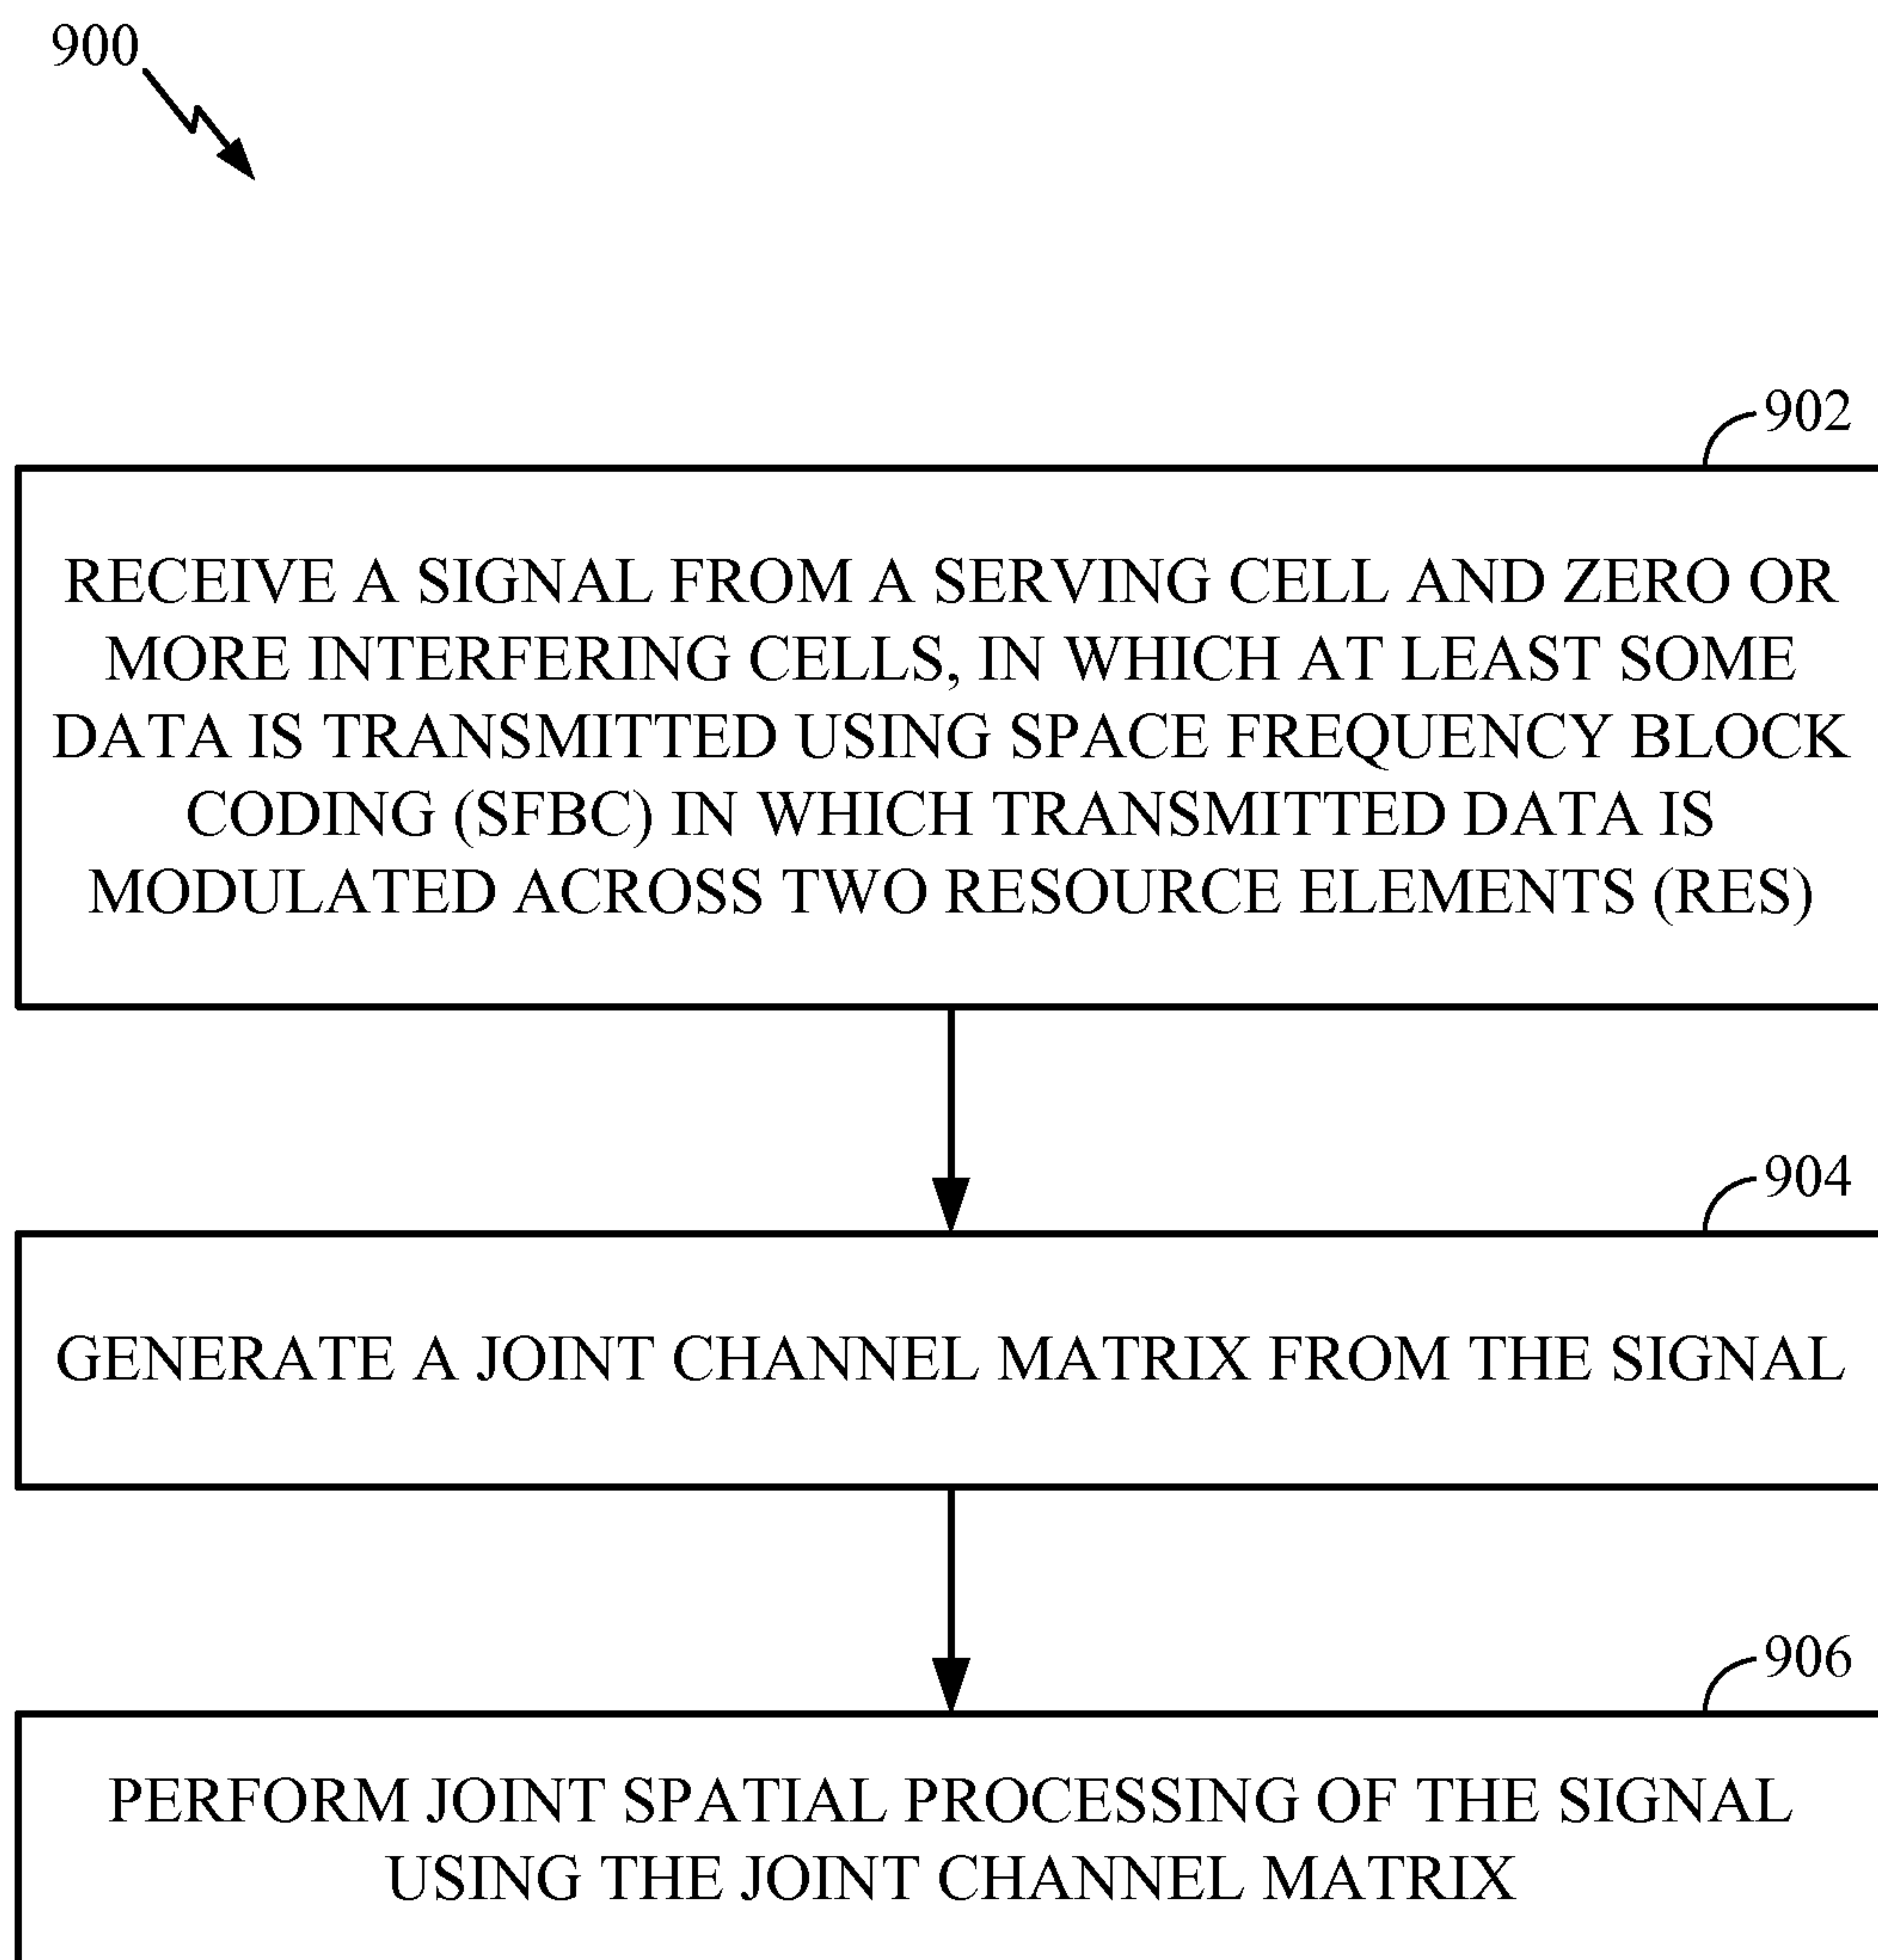 900
902
RECEIVE A SIGNAL FROM A SERVING CELL AND ZERO OR
MORE INTERFERING CELLS, IN WHICH AT LEAST SOME
DATA IS TRANSMITTED USING SPACE FREQUENCY BLOCK
CODING (SFBC) IN WHICH TRANSMITTED DATA IS
MODULATED ACROSS TWO RESOURCE ELEMENTS (RES)
904
GENERATE A JOINT CHANNEL MATRIX FROM THE SIGNAL
906
PERFORM JOINT SPATIAL PROCESSING OF THE SIGNAL
USING THE JOINT CHANNEL MATRIX